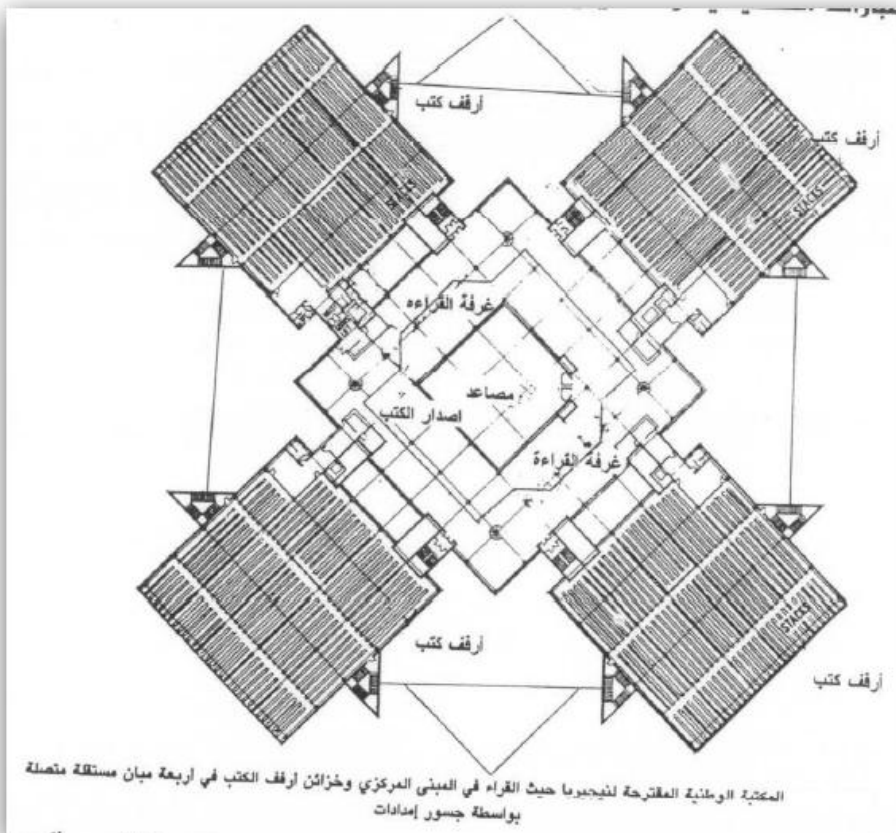 أرفف كتب
أرفف كتب
STACKS
STACKS
غرفة القراءه
مصاعد
اصدار الكتب
غرفة القراءة
STACKS
أرفف كتب
أرفف كتب
المكتبة الوطنية المقترحة لنيجيريا حيث القراء في المبنى المركزي وخزائن أرفف الكتب في أربعة مبان مستقلة متصلة
بواسطة جسور إمدادات